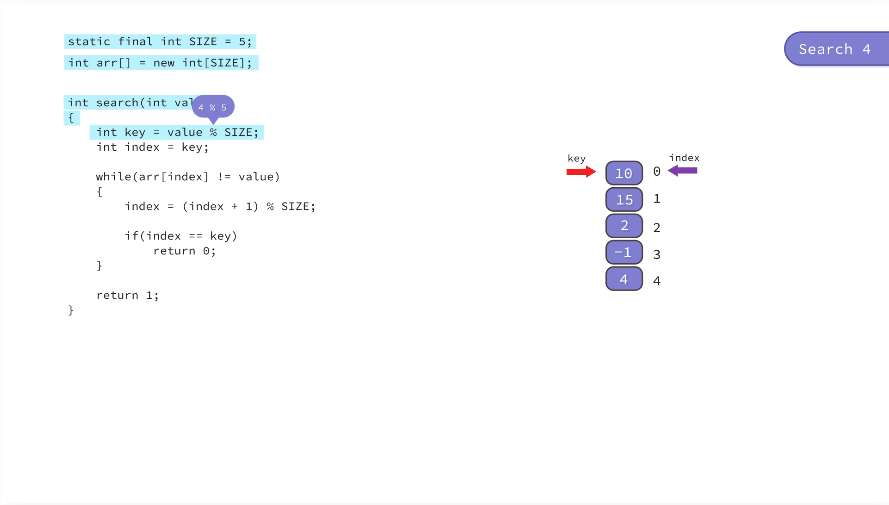 static final int SIZE = 5;
int arr[] = new int[SIZE];
Search 4
int search(int val
4 % 5
{
int key = value % SIZE;
int index = key;
while(arr[index] != value)
{
index = (index + 1) % SIZE;
if(index == key)
return 0;
}
return 1;
}
key
index
10 0
15 1
2 2
−1 3
4 4